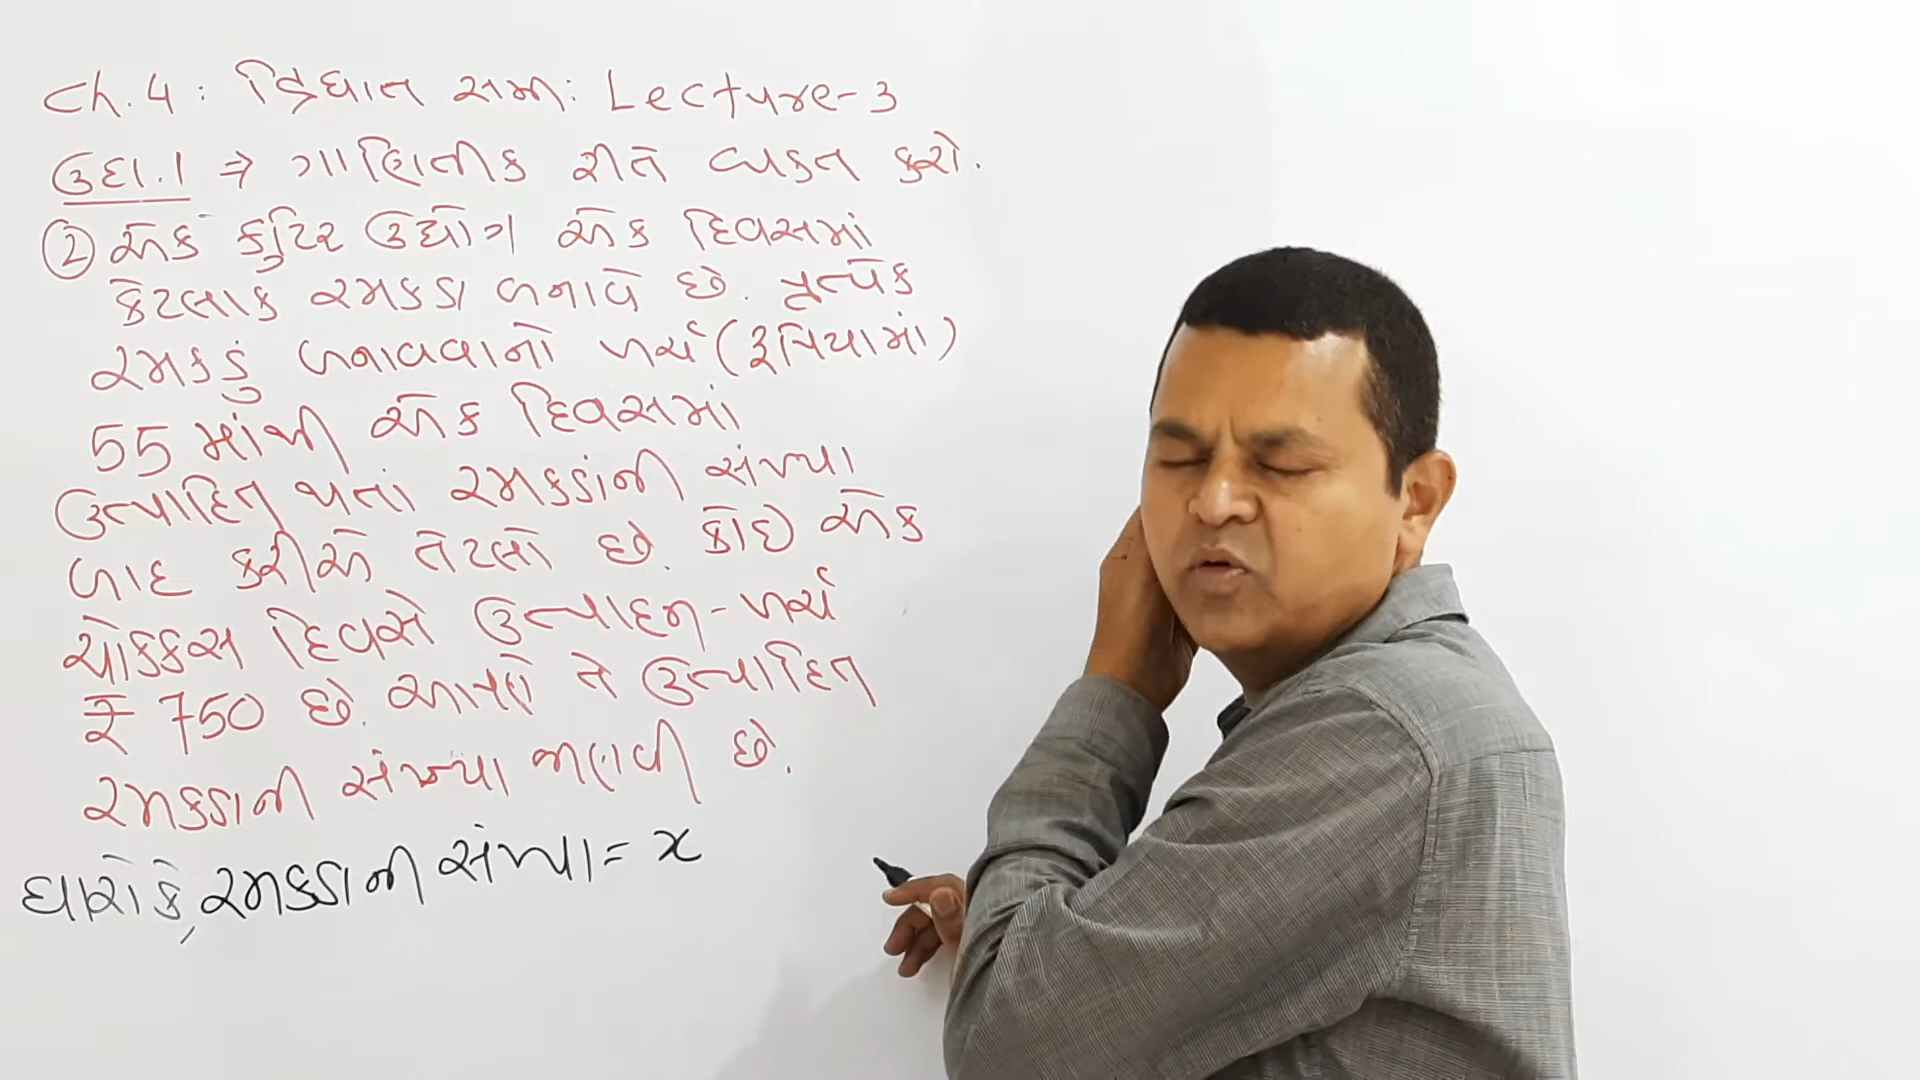 Ch. 4 : દ્વિઘાત સમી: Lecture-3
ઉદા.1 ⇒ ગાણિતીક રીતે વ્યકત કરો.
② એક કુટિર ઉદ્યોગ એક દિવસમાં
કેટલાક રમકડા બનાવે છે. પ્રત્યેક
રમકડું બનાવવાનો ખર્ચ (રૂપિયામાં)
55 માંથી એક દિવસમાં
ઉત્પાદિત થતાં રમકડાંની સંખ્યા
બાદ કરીએ તેટલો છે. કોઇ એક
ચોકકસ દિવસે ઉત્પાદન-ખર્ચ
₹ 750 છે. આપણે તે ઉત્પાદિત
રમકડાની સંખ્યા જાણવી છે.
ધારો કે, રમકડાની સંખ્યા = x